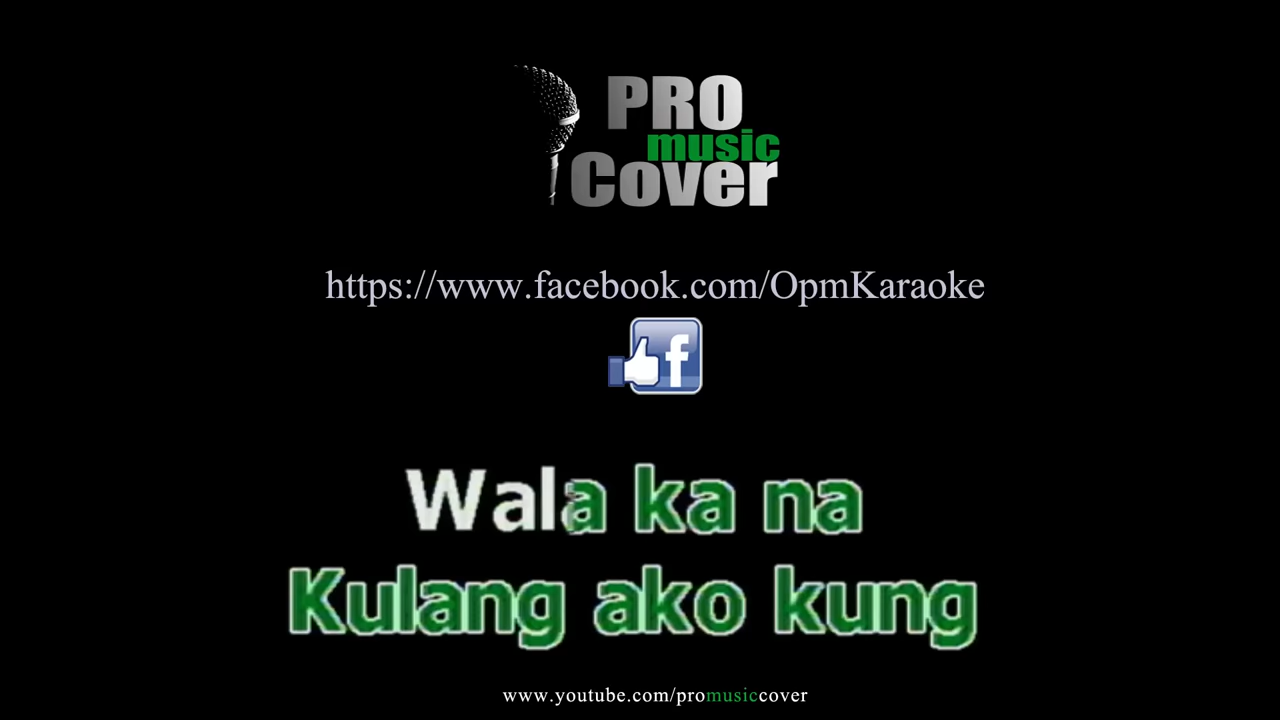 PRO
music
Cover
https://www.facebook.com/OpmKaraoke
f
Wala ka na
Kulang ako kung
www.youtube.com/promusiccover